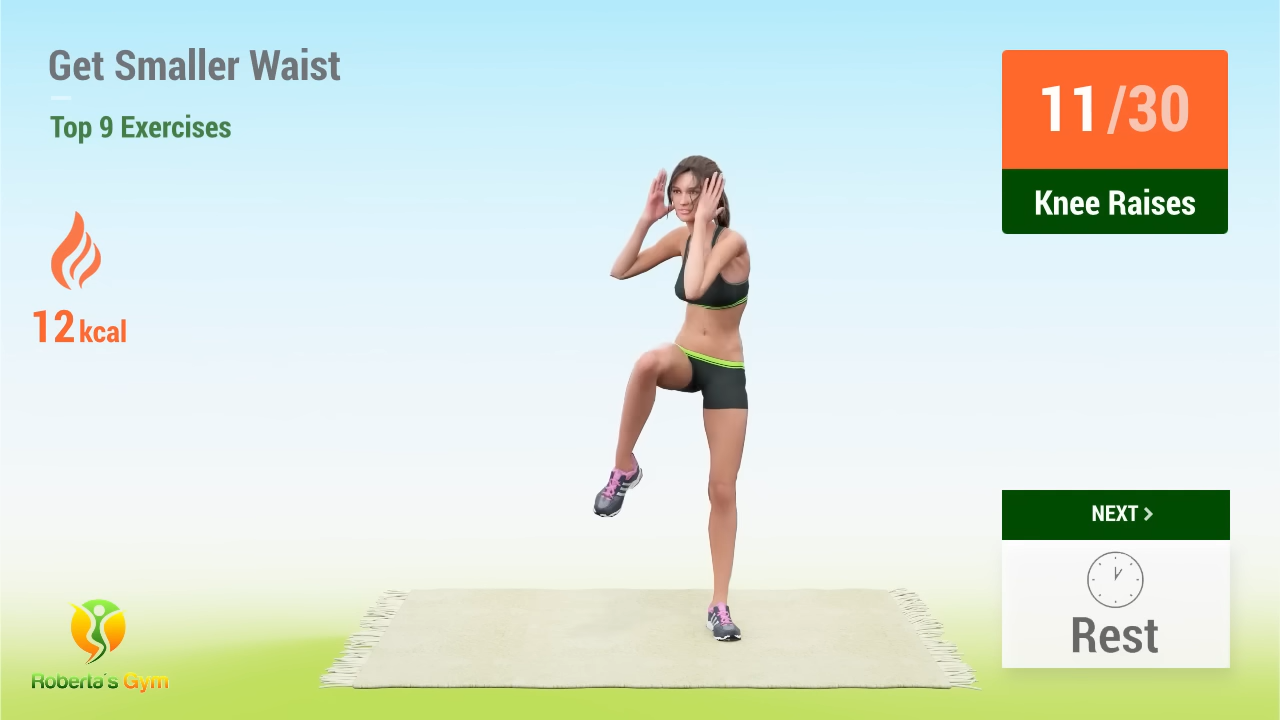 Get Smaller Waist
Top 9 Exercises
11/30
Knee Raises
12 kcal
NEXT >
Rest
Roberta's Gym